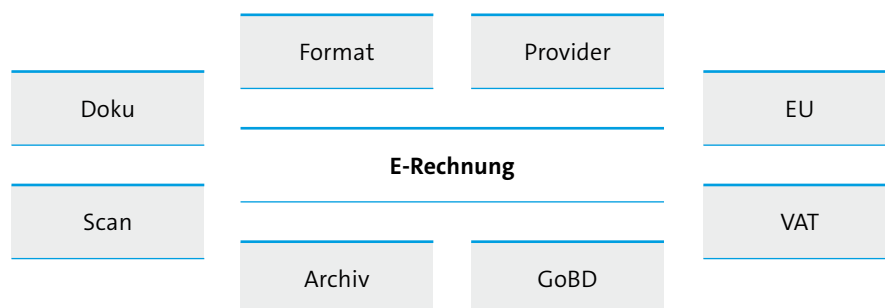 Format
Provider
Doku
EU
E-Rechnung
Scan
VAT
Archiv
GoBD